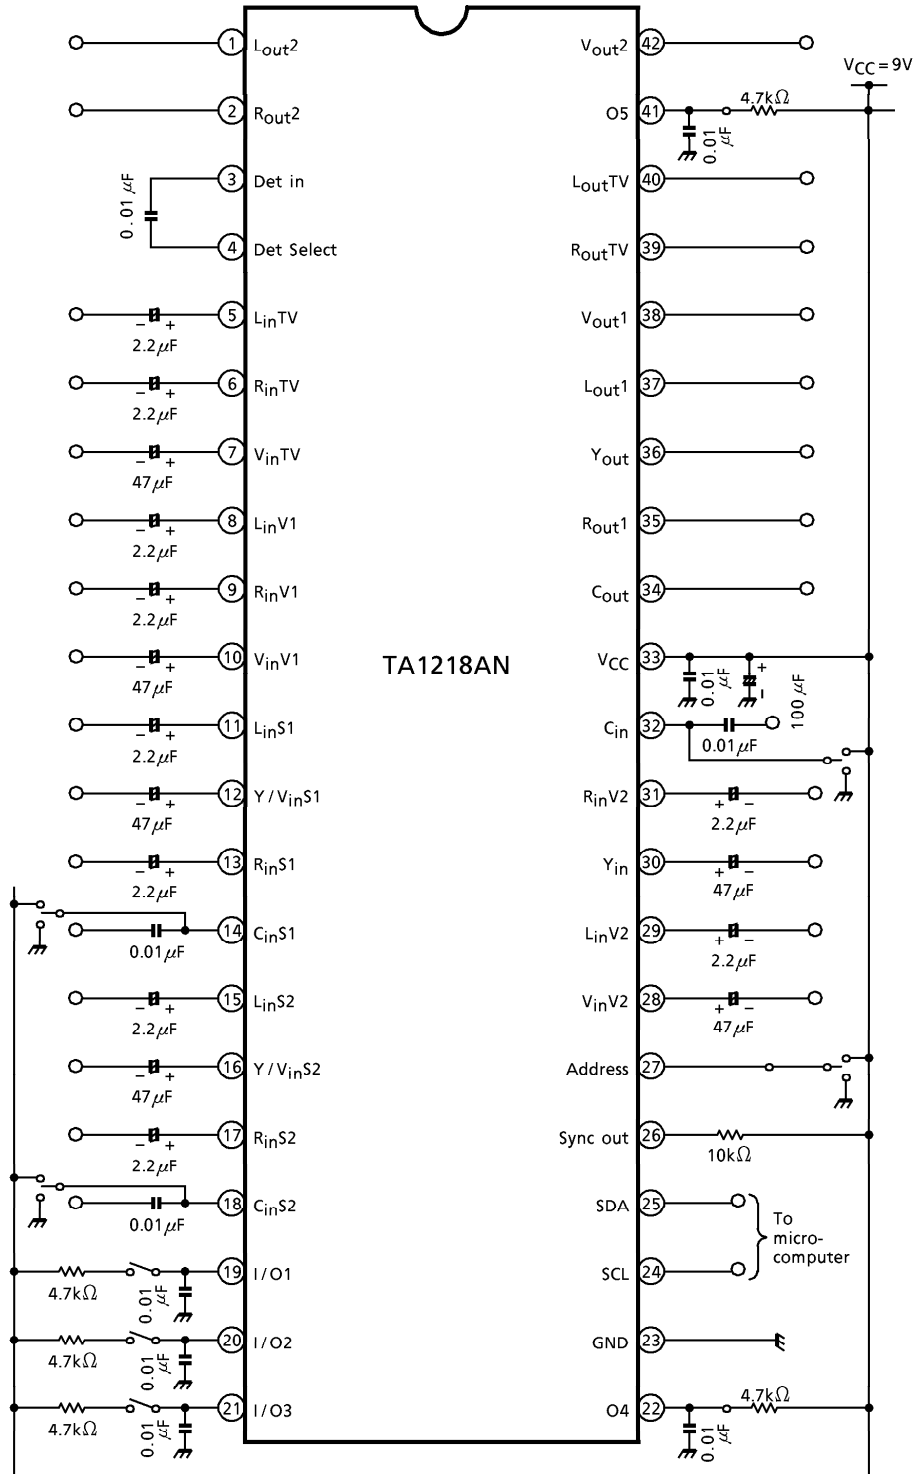 1 Lout2
Vout2 42
VCC=9V
2 Rout2
O5 41
4.7kΩ
0.01 μF
3 Det in
LoutTV 40
0.01 μF
4 Det Select
RoutTV 39
5 LinTV
− +
2.2μF
Vout1 38
6 RinTV
− +
2.2μF
Lout1 37
7 VinTV
− +
47μF
Yout 36
8 LinV1
− +
2.2μF
Rout1 35
9 RinV1
− +
2.2μF
Cout 34
10 VinV1
− +
47μF
TA1218AN
VCC 33
0.01 μF
+
−
100μF
11 LinS1
− +
2.2μF
Cin 32
0.01μF
12 Y/VinS1
− +
47μF
RinV2 31
+ −
2.2μF
13 RinS1
− +
2.2μF
Yin 30
+ −
47μF
14 CinS1
0.01μF
LinV2 29
+ −
2.2μF
15 LinS2
− +
2.2μF
VinV2 28
+ −
47μF
16 Y/VinS2
− +
47μF
Address 27
17 RinS2
− +
2.2μF
Sync out 26
10kΩ
18 CinS2
0.01μF
SDA 25
To
micro-
computer
19 I/O1
4.7kΩ
0.01 μF
SCL 24
20 I/O2
4.7kΩ
0.01 μF
GND 23
21 I/O3
4.7kΩ
0.01 μF
O4 22
4.7kΩ
0.01 μF